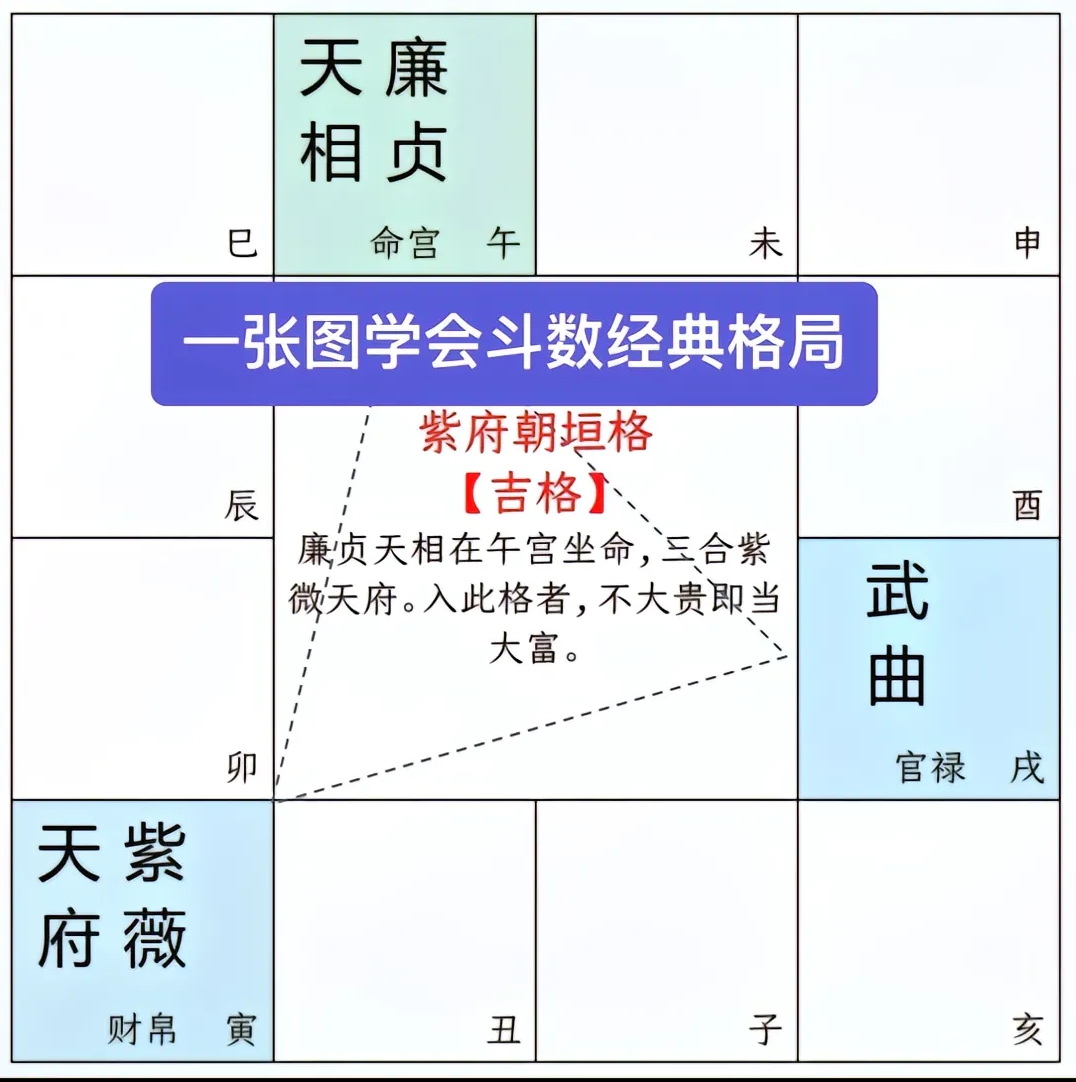 天廉
相贞
巳
命宫 午
未
申
一张图学会斗数经典格局
紫府朝垣格
【吉格】
廉贞天相在午宫坐命，三合紫
微天府。入此格者，不大贵即当
大富。
辰
酉
武
曲
卯
官禄 戌
天紫
府薇
财帛 寅
丑
子
亥